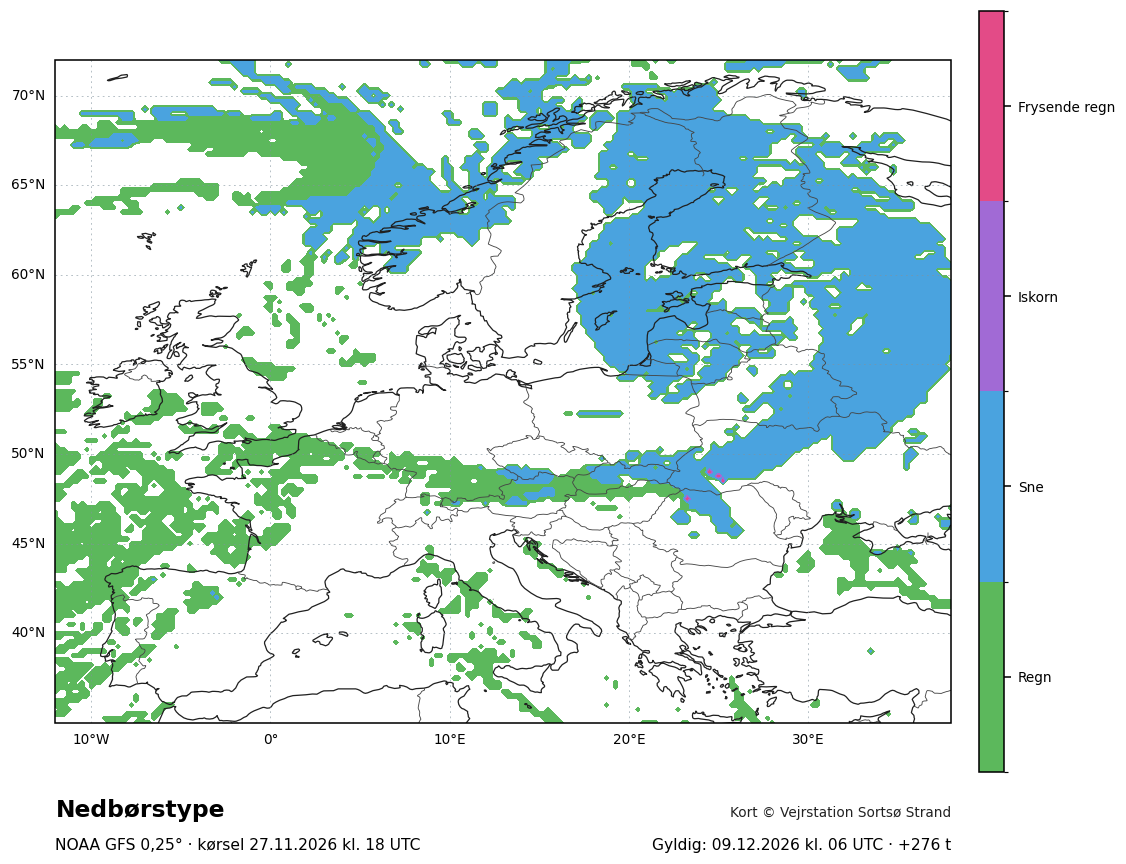 70°N
65°N
60°N
55°N
50°N
45°N
40°N
10°W
0°
10°E
20°E
30°E
Frysende regn
Iskorn
Sne
Regn
Nedbørstype
Kort © Vejrstation Sortsø Strand
NOAA GFS 0,25° · kørsel 27.11.2026 kl. 18 UTC
Gyldig: 09.12.2026 kl. 06 UTC · +276 t